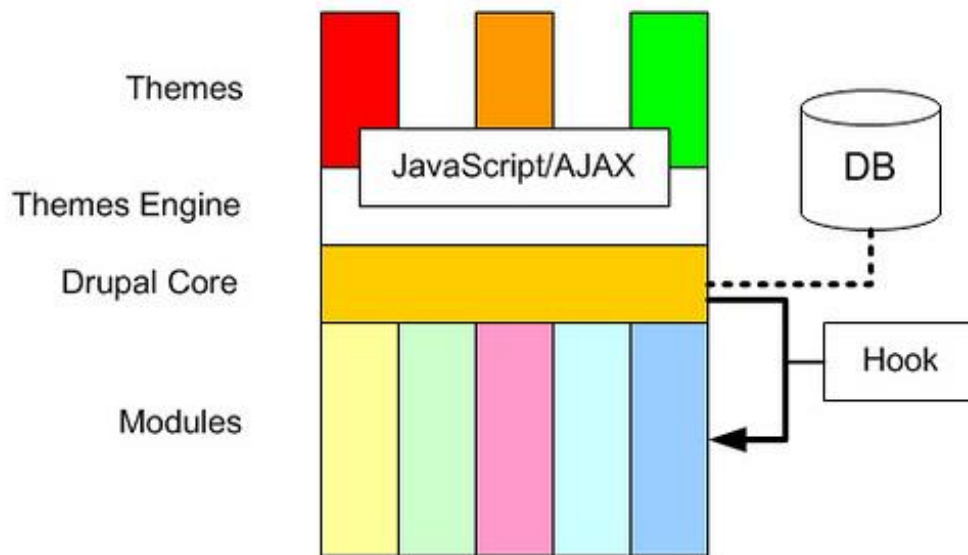 Themes
JavaScript/AJAX
DB
Themes Engine
Drupal Core
Hook
Modules